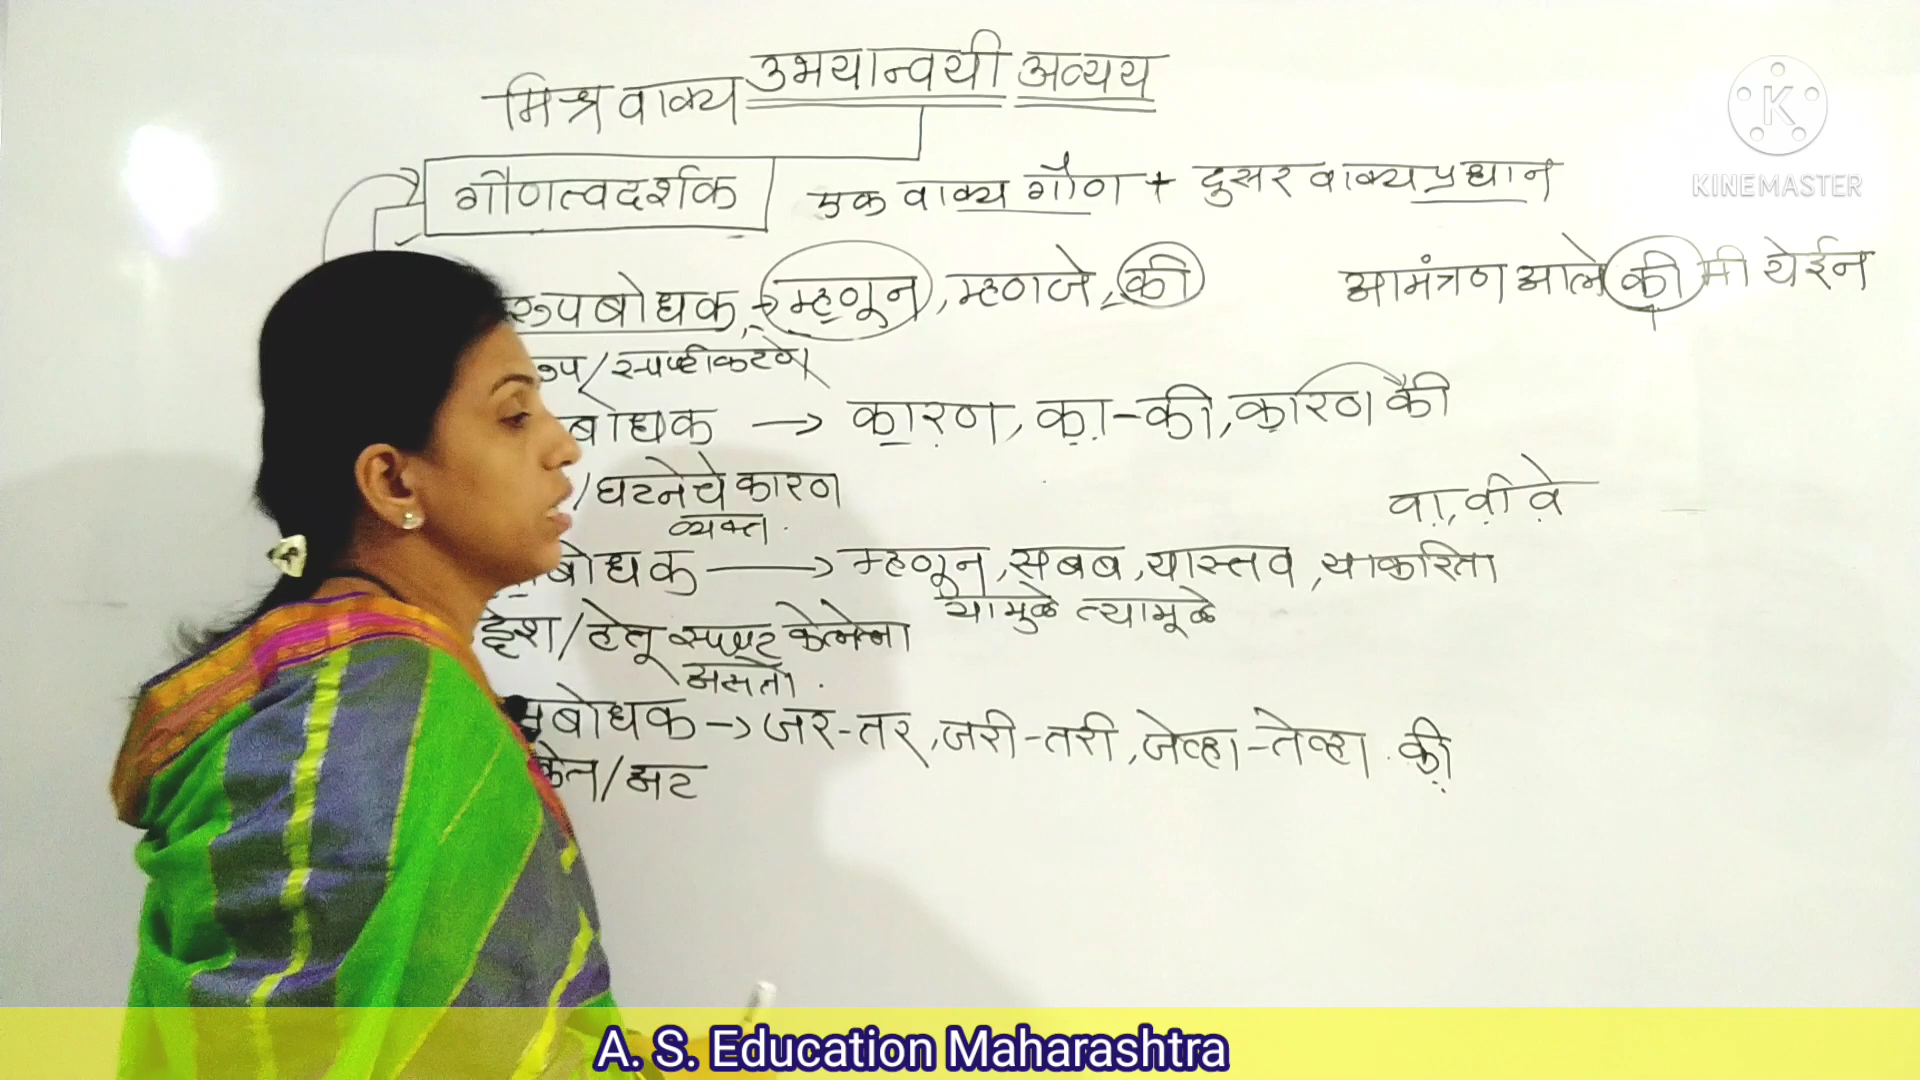 उभयान्वयी अव्यय
मिश्र वाक्य
गौणत्वदर्शक एक वाक्य गौण + दुसर वाक्य प्रधान
रुपबोधक, → म्हणून, म्हणजे, की आमंत्रण आले की मी येईन
रुप/स्पष्टीकरण
बोधक → कारण, का-की, कारण की
/घटनेचे कारण
व्यक्त.
वा, वी वे
बोधक → म्हणून, सबब, यास्तव, याकरिता
यामुळे त्यामूळे
द्देश/हेतू स्पष्ट केलेला
असतो.
बोधक → जर-तर, जरी-तरी, जेव्हा-तेव्हा. की
केत/अट
KINEMASTER
A. S. Education Maharashtra